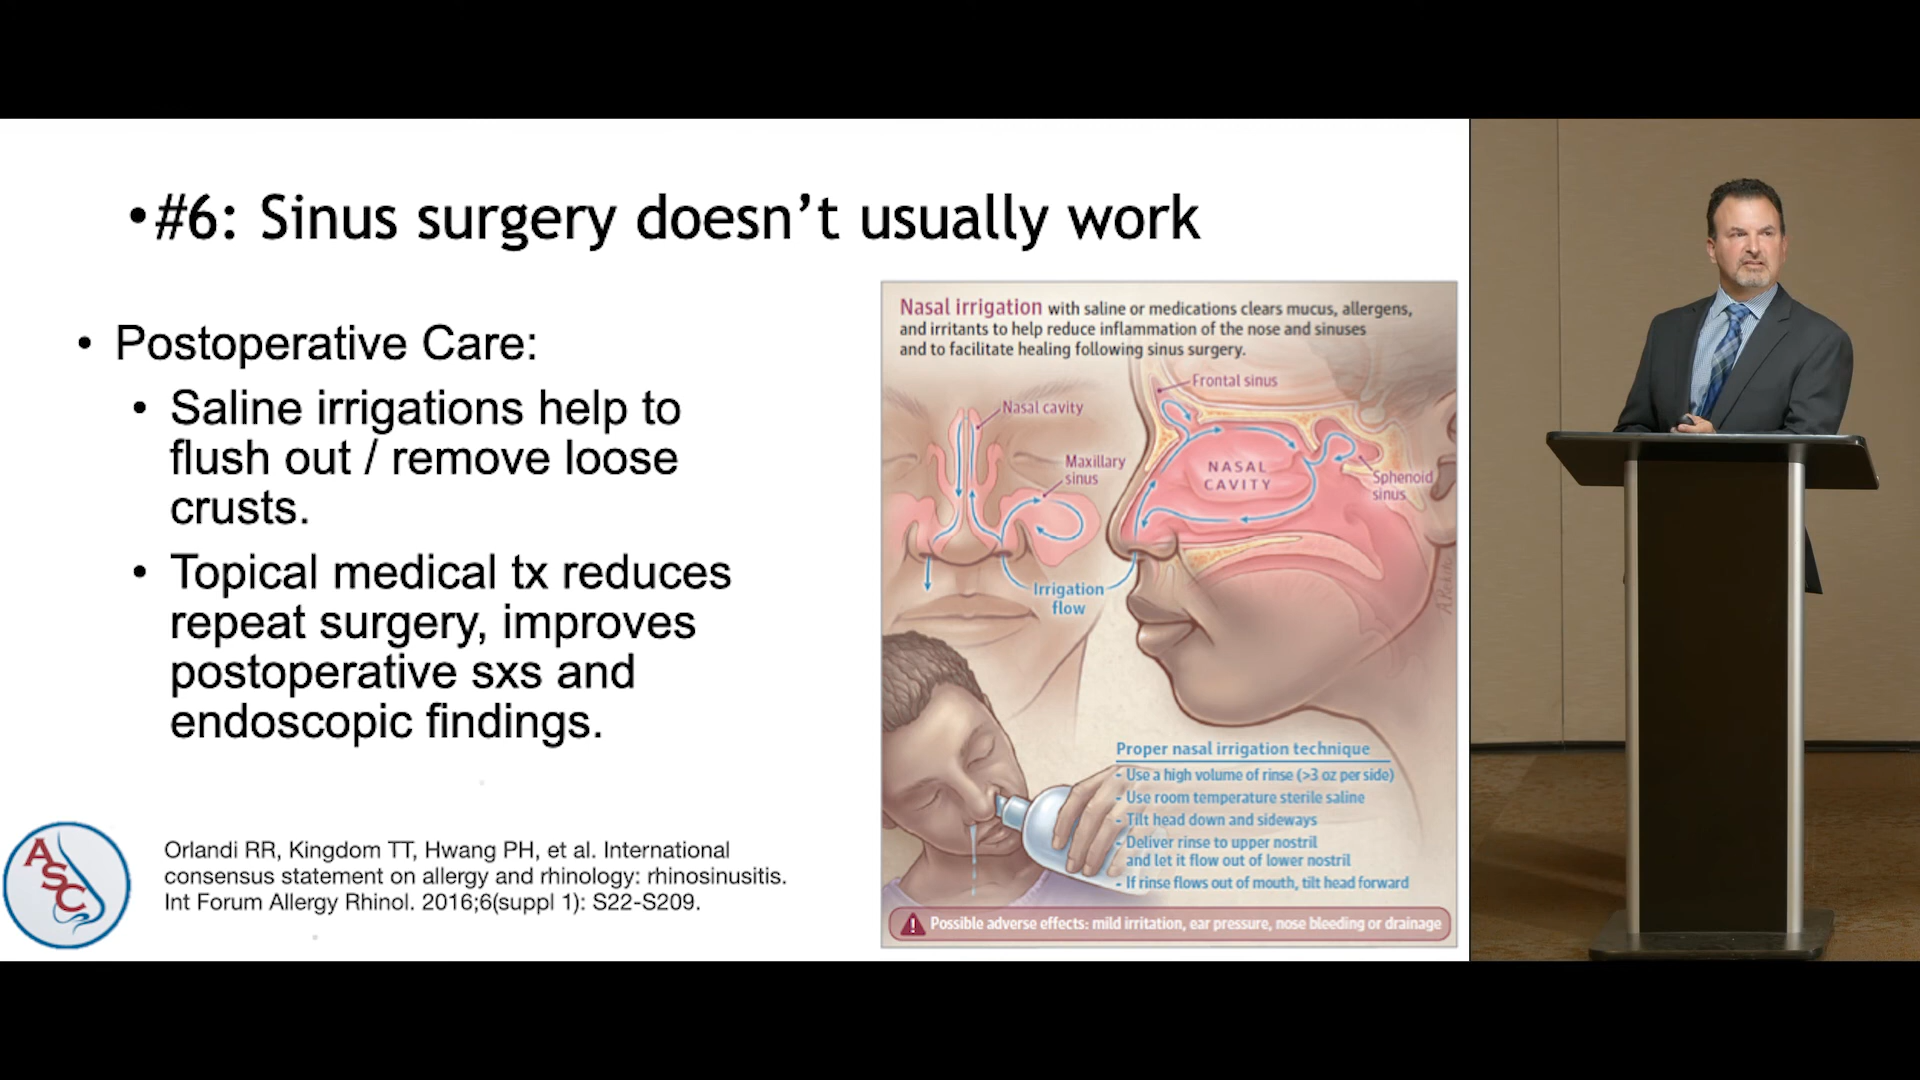 •#6: Sinus surgery doesn’t usually work
• Postoperative Care:
• Saline irrigations help to
flush out / remove loose
crusts.
• Topical medical tx reduces
repeat surgery, improves
postoperative sxs and
endoscopic findings.
ASC
Orlandi RR, Kingdom TT, Hwang PH, et al. International
consensus statement on allergy and rhinology: rhinosinusitis.
Int Forum Allergy Rhinol. 2016;6(suppl 1): S22-S209.
Nasal irrigation with saline or medications clears mucus, allergens,
and irritants to help reduce inflammation of the nose and sinuses
and to facilitate healing following sinus surgery.
Frontal sinus
Nasal cavity
Maxillary
sinus
NASAL
CAVITY
Sphenoid
sinus
Irrigation
flow
Proper nasal irrigation technique
- Use a high volume of rinse (>3 oz per side)
- Use room temperature sterile saline
- Tilt head down and sideways
- Deliver rinse to upper nostril
and let it flow out of lower nostril
- If rinse flows out of mouth, tilt head forward
! Possible adverse effects: mild irritation, ear pressure, nose bleeding or drainage